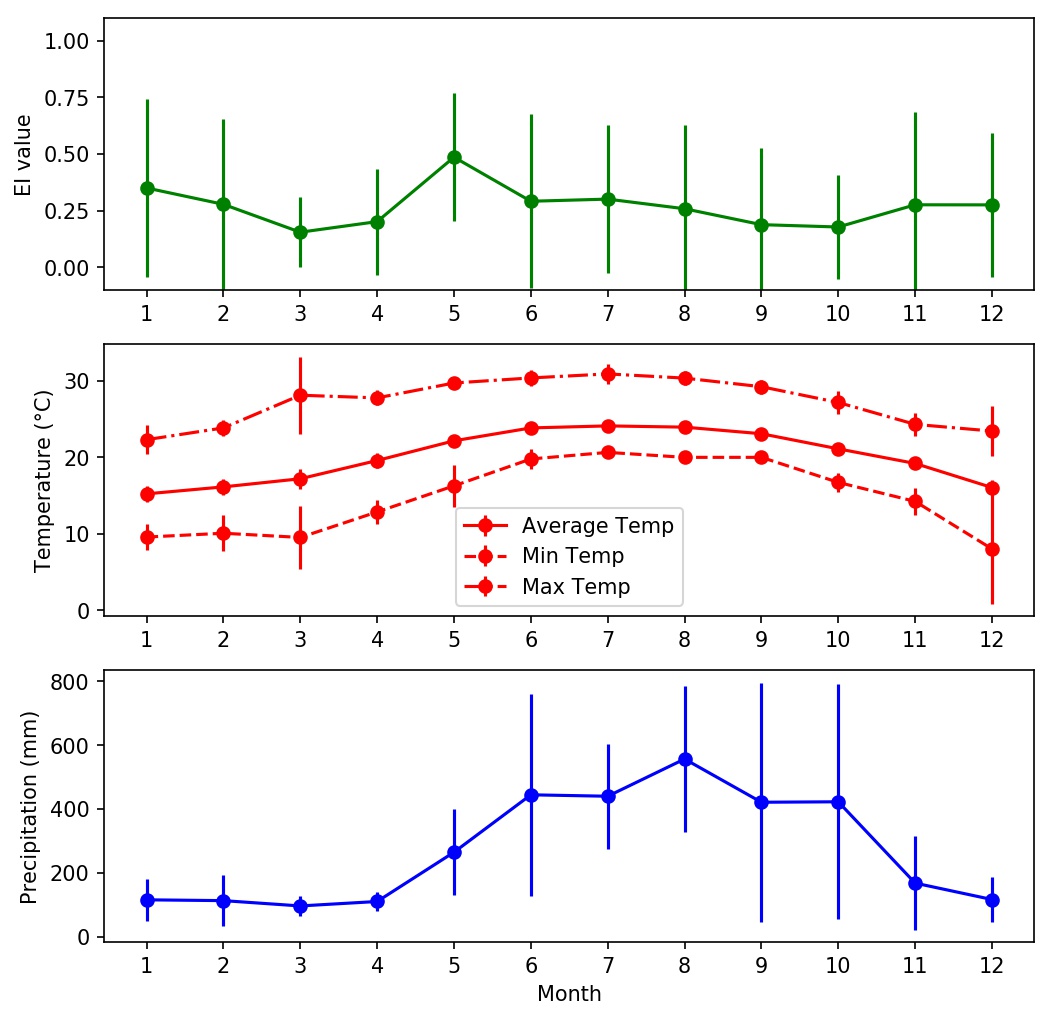 EI value
1.00
0.75
0.50
0.25
0.00
1 2 3 4 5 6 7 8 9 10 11 12
Temperature (°C)
30
20
10
0
Average Temp
Min Temp
Max Temp
1 2 3 4 5 6 7 8 9 10 11 12
Precipitation (mm)
800
600
400
200
0
1 2 3 4 5 6 7 8 9 10 11 12
Month